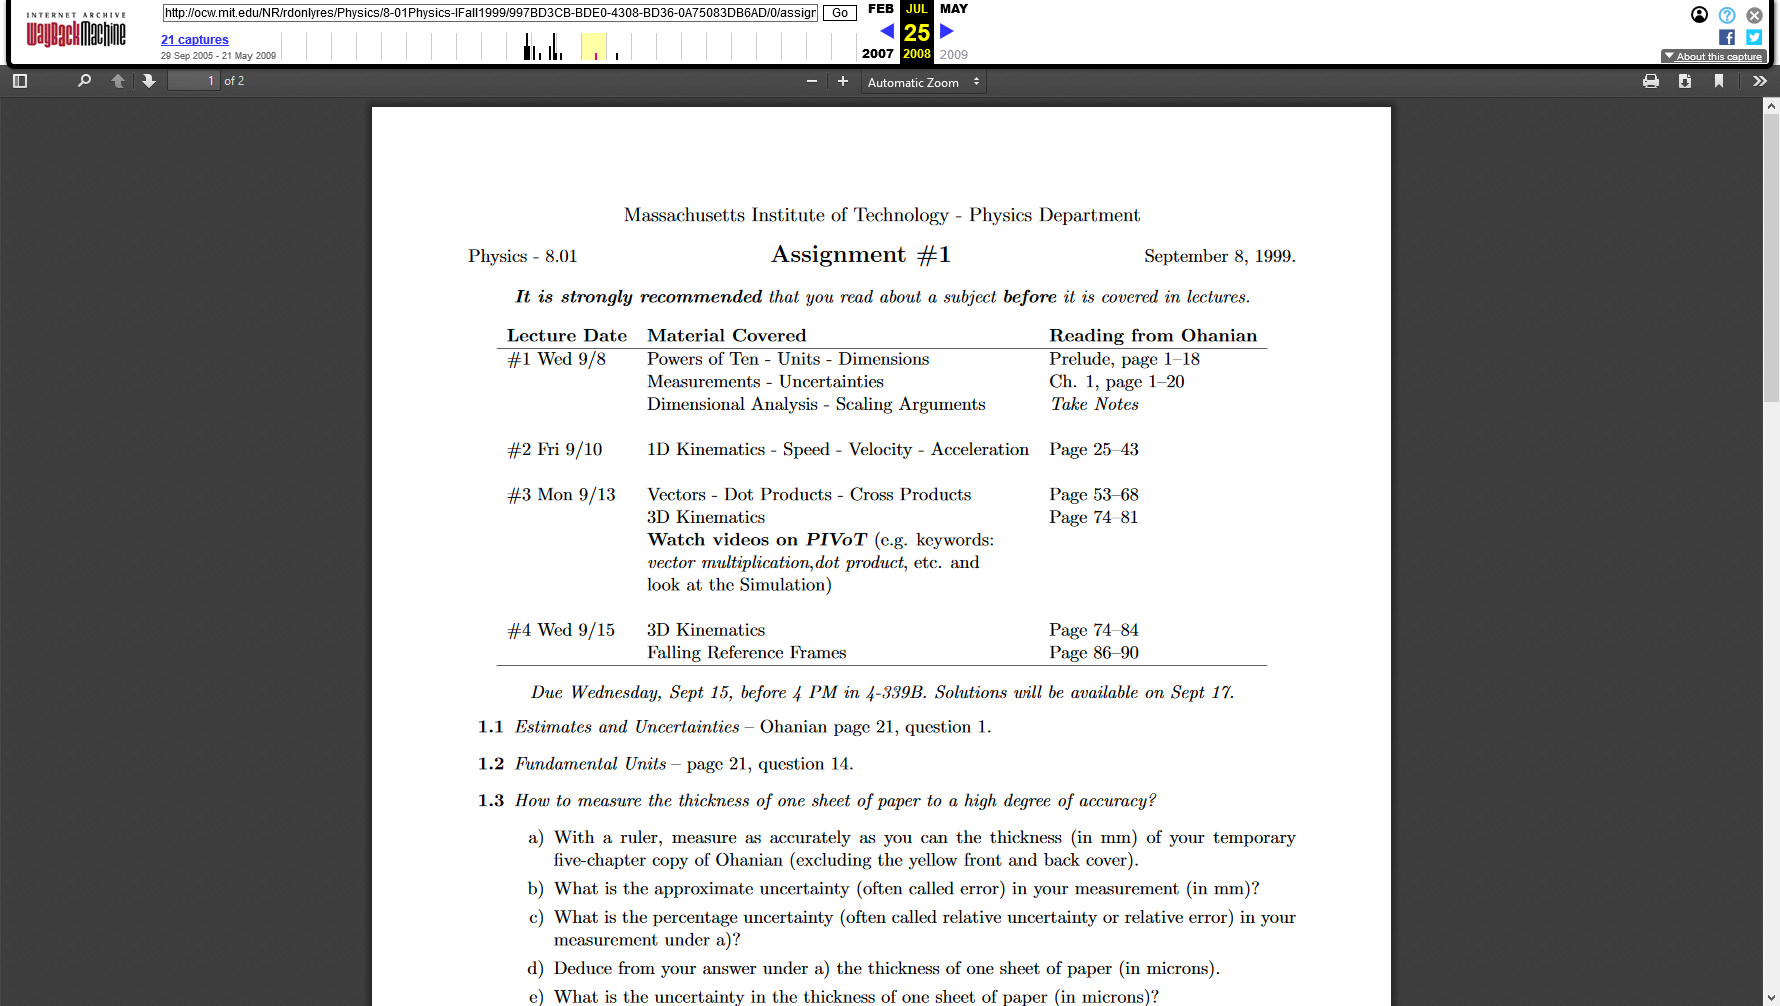 INTERNET ARCHIVE
WayBackMachine
http://ocw.mit.edu/NR/rdonlyres/Physics/8-01Physics-IFall1999/997BD3CB-BDE0-4308-BD36-0A75083DB6AD/0/assigr
Go
FEB JUL MAY
21 captures
25
29 Sep 2005 - 21 May 2009
2007 2008 2009
About this capture
1 of 2
Automatic Zoom
Massachusetts Institute of Technology - Physics Department
Physics - 8.01 Assignment #1 September 8, 1999.
It is strongly recommended that you read about a subject before it is covered in lectures.
Lecture Date Material Covered Reading from Ohanian
#1 Wed 9/8 Powers of Ten - Units - Dimensions Prelude, page 1–18
Measurements - Uncertainties Ch. 1, page 1–20
Dimensional Analysis - Scaling Arguments Take Notes
#2 Fri 9/10 1D Kinematics - Speed - Velocity - Acceleration Page 25–43
#3 Mon 9/13 Vectors - Dot Products - Cross Products Page 53–68
3D Kinematics Page 74–81
Watch videos on PIVoT (e.g. keywords:
vector multiplication,dot product, etc. and
look at the Simulation)
#4 Wed 9/15 3D Kinematics Page 74–84
Falling Reference Frames Page 86–90
Due Wednesday, Sept 15, before 4 PM in 4-339B. Solutions will be available on Sept 17.
1.1 Estimates and Uncertainties – Ohanian page 21, question 1.
1.2 Fundamental Units – page 21, question 14.
1.3 How to measure the thickness of one sheet of paper to a high degree of accuracy?
a) With a ruler, measure as accurately as you can the thickness (in mm) of your temporary
five-chapter copy of Ohanian (excluding the yellow front and back cover).
b) What is the approximate uncertainty (often called error) in your measurement (in mm)?
c) What is the percentage uncertainty (often called relative uncertainty or relative error) in your
measurement under a)?
d) Deduce from your answer under a) the thickness of one sheet of paper (in microns).
e) What is the uncertainty in the thickness of one sheet of paper (in microns)?